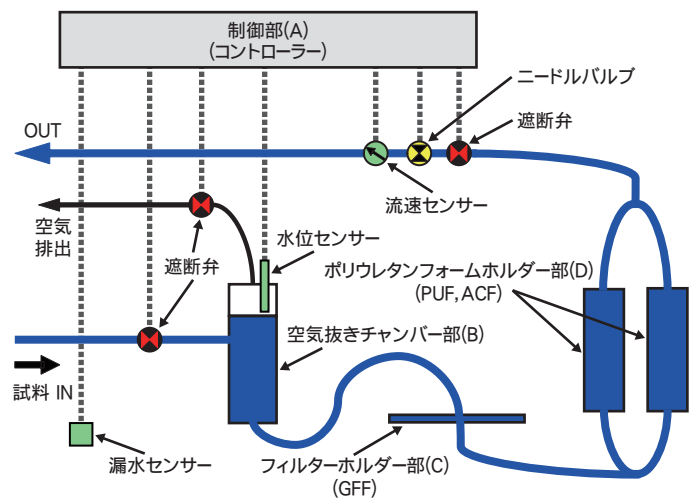 制御部(A)
(コントローラー)
ニードルバルブ
OUT
遮断弁
流速センサー
空気
排出
水位センサー
遮断弁
ポリウレタンフォームホルダー部(D)
(PUF,ACF)
空気抜きチャンバー部(B)
試料 IN
漏水センサー
フィルターホルダー部(C)
(GFF)